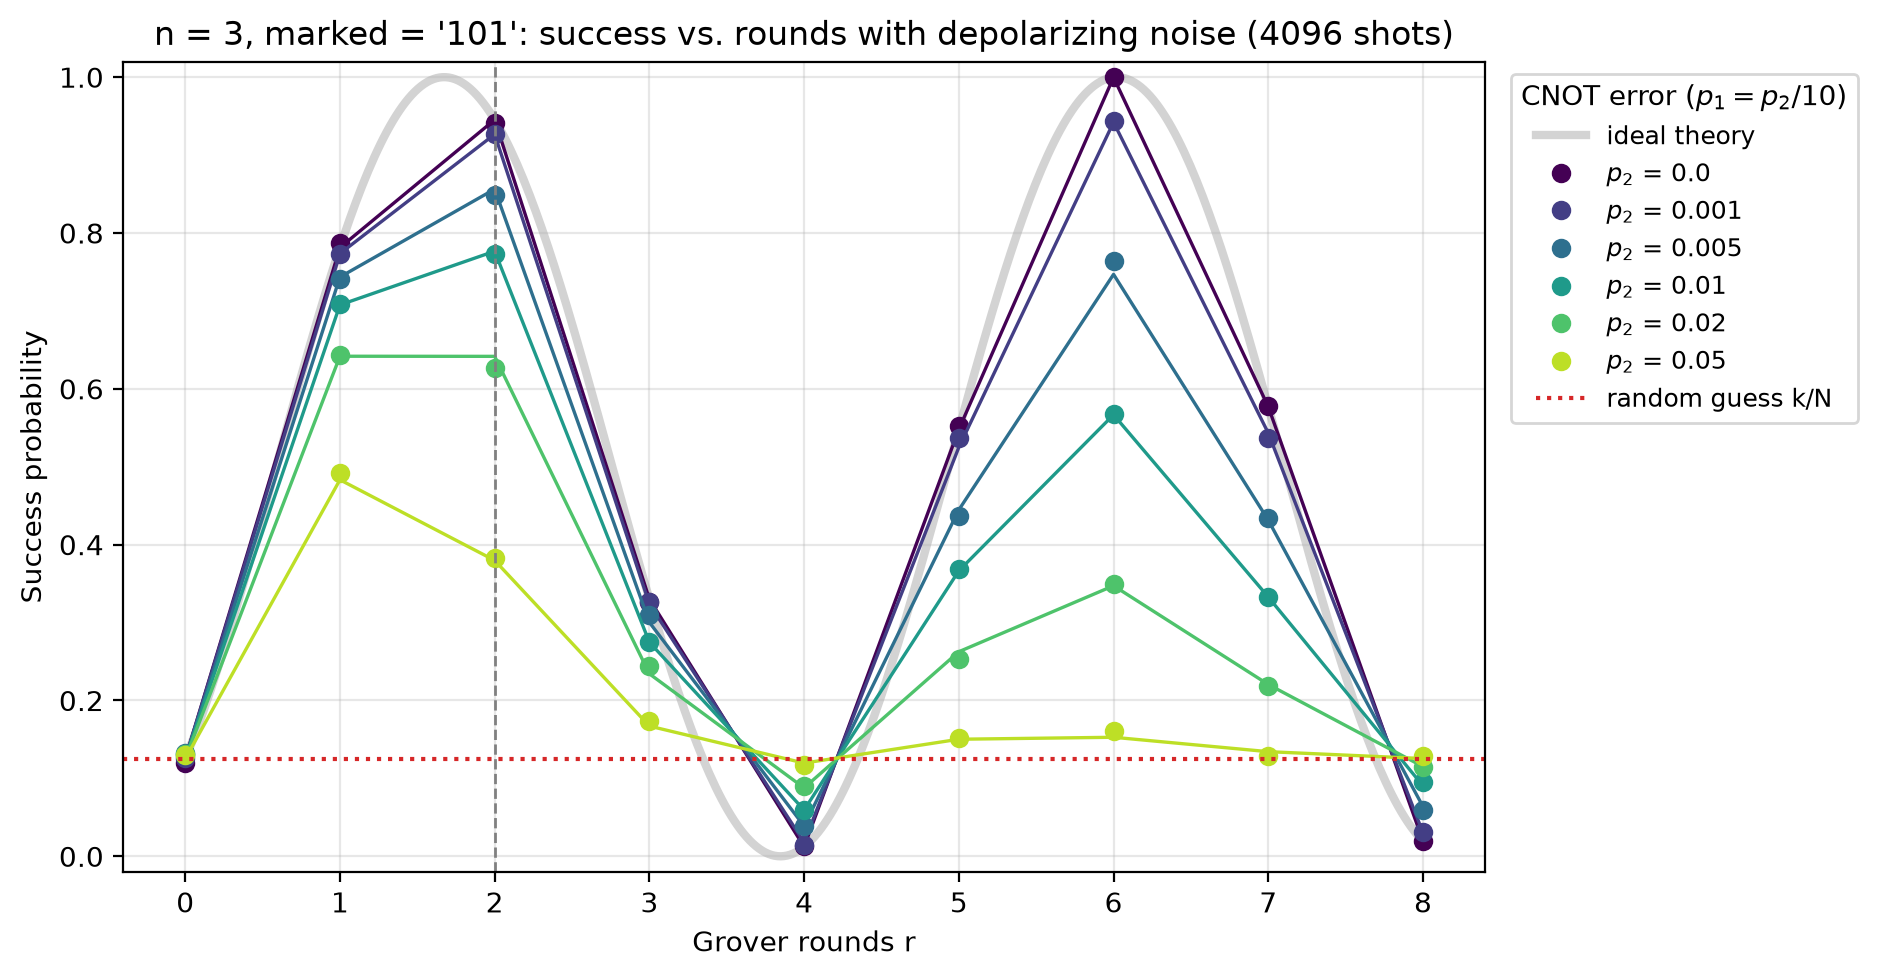 n = 3, marked = '101': success vs. rounds with depolarizing noise (4096 shots)
Success probability
1.0
0.8
0.6
0.4
0.2
0.0
0 1 2 3 4 5 6 7 8
Grover rounds r
CNOT error (p₁ = p₂/10)
ideal theory
p₂ = 0.0
p₂ = 0.001
p₂ = 0.005
p₂ = 0.01
p₂ = 0.02
p₂ = 0.05
random guess k/N